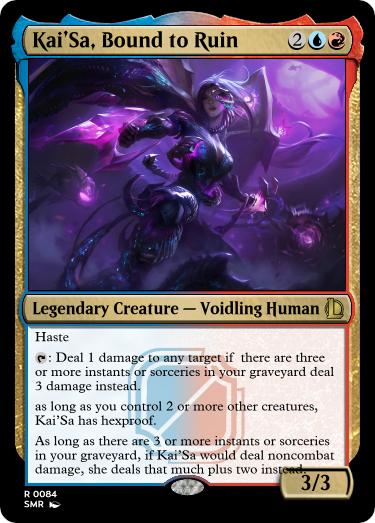 Kai'Sa, Bound to Ruin 2
Legendary Creature — Voidling Human
Haste
: Deal 1 damage to any target if there are three
or more instants or sorceries in your graveyard deal
3 damage instead.
as long as you control 2 or more other creatures,
Kai'Sa has hexproof.
As long as there are 3 or more instants or sorceries
in your graveyard, if Kai'Sa would deal noncombat
damage, she deals that much plus two instead.
3/3
R 0084
SMR